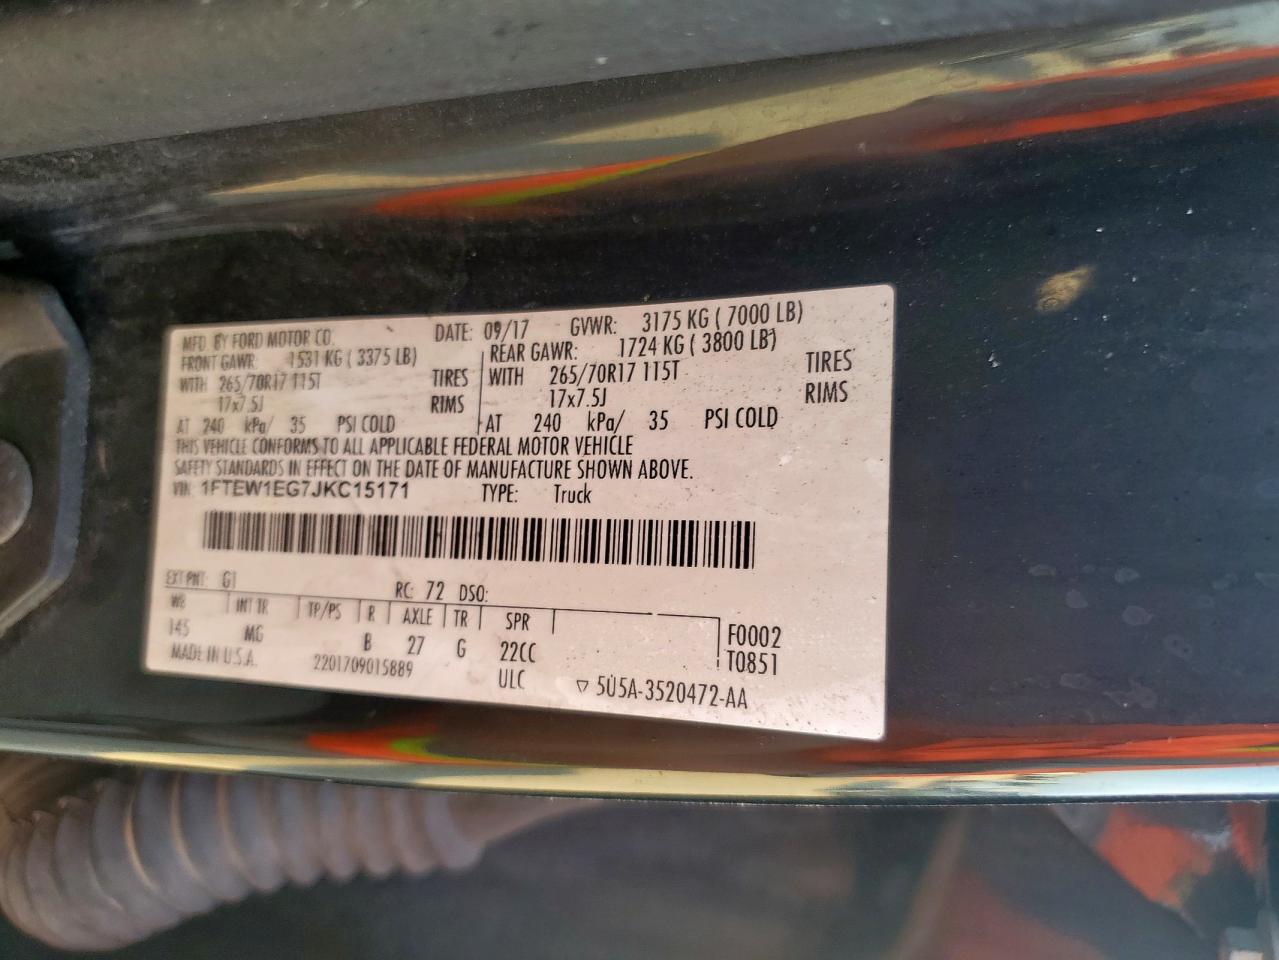 MFD. BY FORD MOTOR CO. DATE: 09/17 GVWR: 3175 KG ( 7000 LB)
FRONT GAWR: 1531 KG ( 3375 LB) REAR GAWR: 1724 KG ( 3800 LB)
WITH 265/70R17 115T TIRES WITH 265/70R17 115T TIRES
17x7.5J RIMS 17x7.5J RIMS
AT 240 kPa/ 35 PSI COLD AT 240 kPa/ 35 PSI COLD
THIS VEHICLE CONFORMS TO ALL APPLICABLE FEDERAL MOTOR VEHICLE
SAFETY STANDARDS IN EFFECT ON THE DATE OF MANUFACTURE SHOWN ABOVE.
VIN: 1FTEW1EG7JKC15171 TYPE: Truck
EXT PNT: G1 RC: 72 DSO:
WB INT TR TP/PS R AXLE TR SPR
145 MG B 27 G 22CC F0002
MADE IN U.S.A. 2201709015889 ULC T0851
▽ 5U5A-3520472-AA